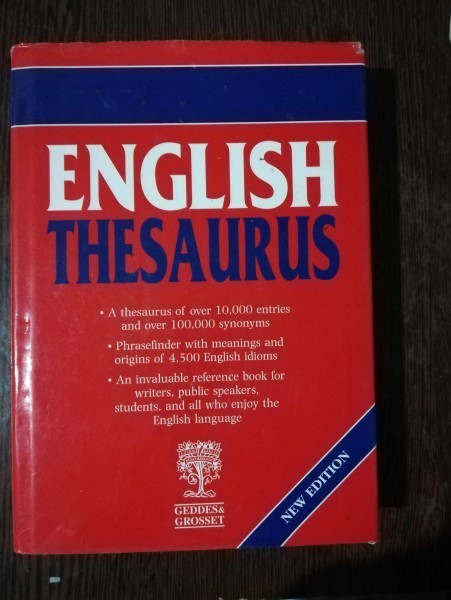 ENGLISH
THESAURUS
• A thesaurus of over 10,000 entries
and over 100,000 synonyms
• Phrasefinder with meanings and
origins of 4,500 English idioms
• An invaluable reference book for
writers, public speakers,
students, and all who enjoy the
English language
GEDDES&
GROSSET
NEW EDITION